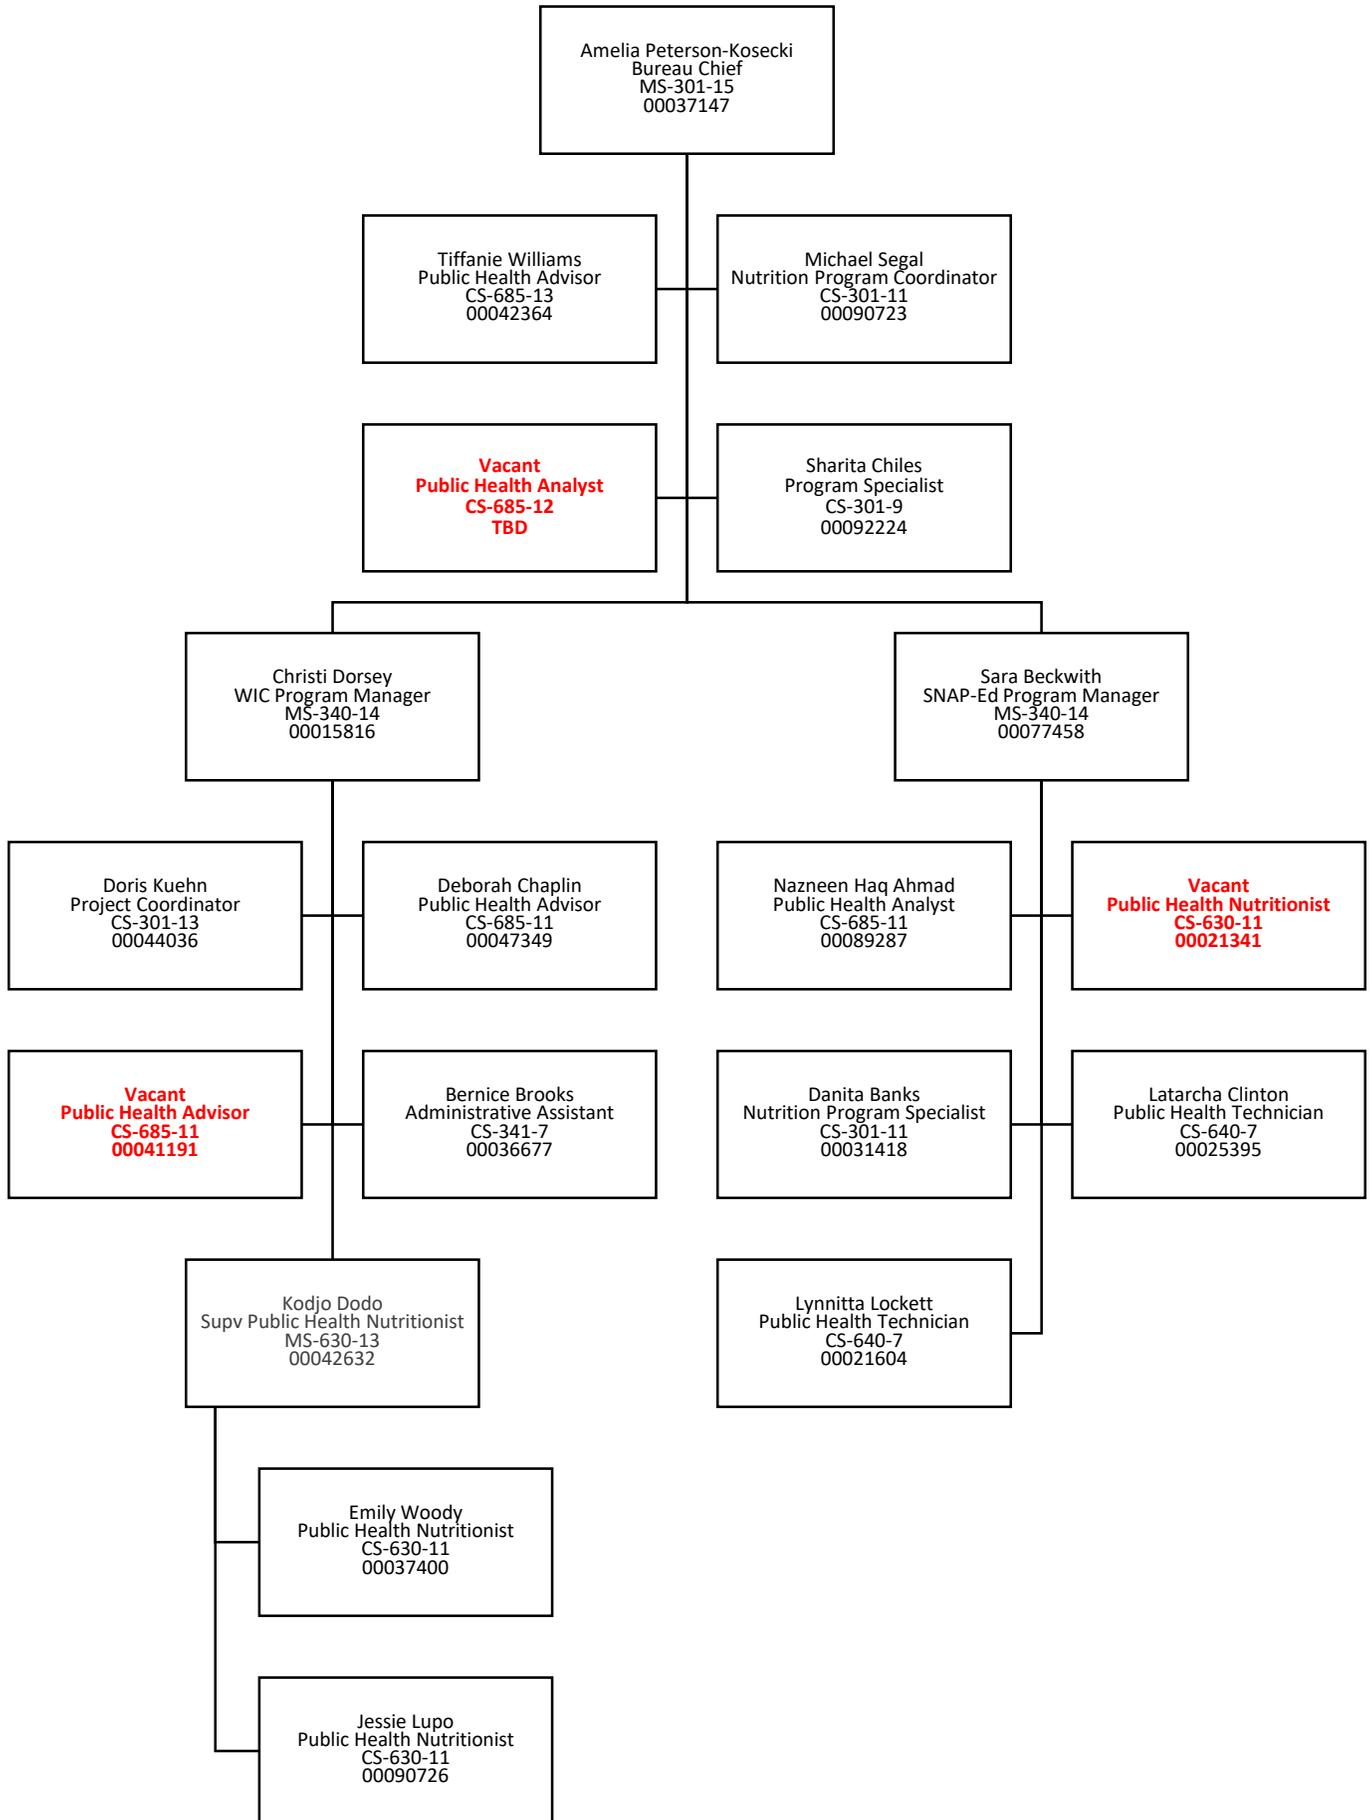 Amelia Peterson-Kosecki
Bureau Chief
MS-301-15
00037147
Tiffanie Williams
Public Health Advisor
CS-685-13
00042364
Michael Segal
Nutrition Program Coordinator
CS-301-11
00090723
Vacant
Public Health Analyst
CS-685-12
TBD
Sharita Chiles
Program Specialist
CS-301-9
00092224
Christi Dorsey
WIC Program Manager
MS-340-14
00015816
Sara Beckwith
SNAP-Ed Program Manager
MS-340-14
00077458
Doris Kuehn
Project Coordinator
CS-301-13
00044036
Deborah Chaplin
Public Health Advisor
CS-685-11
00047349
Nazneen Haq Ahmad
Public Health Analyst
CS-685-11
00089287
Vacant
Public Health Nutritionist
CS-630-11
00021341
Vacant
Public Health Advisor
CS-685-11
00041191
Bernice Brooks
Administrative Assistant
CS-341-7
00036677
Danita Banks
Nutrition Program Specialist
CS-301-11
00031418
Latarcha Clinton
Public Health Technician
CS-640-7
00025395
Kodjo Dodo
Supv Public Health Nutritionist
MS-630-13
00042632
Lynnitta Lockett
Public Health Technician
CS-640-7
00021604
Emily Woody
Public Health Nutritionist
CS-630-11
00037400
Jessie Lupo
Public Health Nutritionist
CS-630-11
00090726